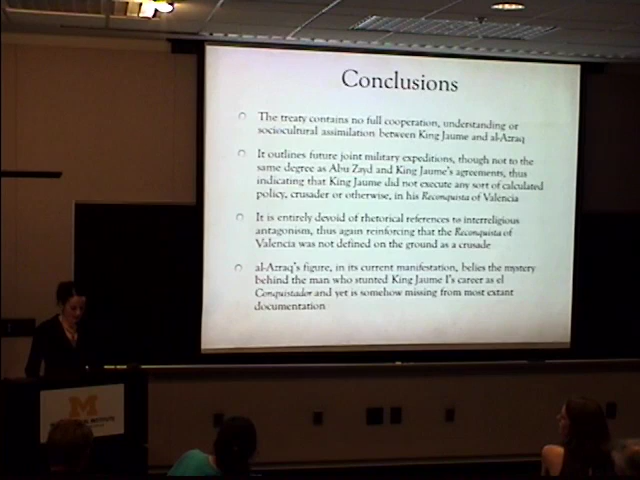 Conclusions
The treaty contains no full cooperation, understanding or
sociocultural assimilation between King Jaume and al-Azraq
It outlines future joint military expeditions, though not to the
same degree as Abu Zayd and King Jaume's agreements, thus
indicating that King Jaume did not execute any sort of calculated
policy, crusader or otherwise, in his Reconquista of Valencia
It is entirely devoid of rhetorical references to interreligious
antagonism, thus again reinforcing that the Reconquista of
Valencia was not defined on the ground as a crusade
al-Azraq's figure, in its current manifestation, belies the mystery
behind the man who stunted King Jaume I's career as el
Conquistador and yet is somehow missing from most extant
documentation
M